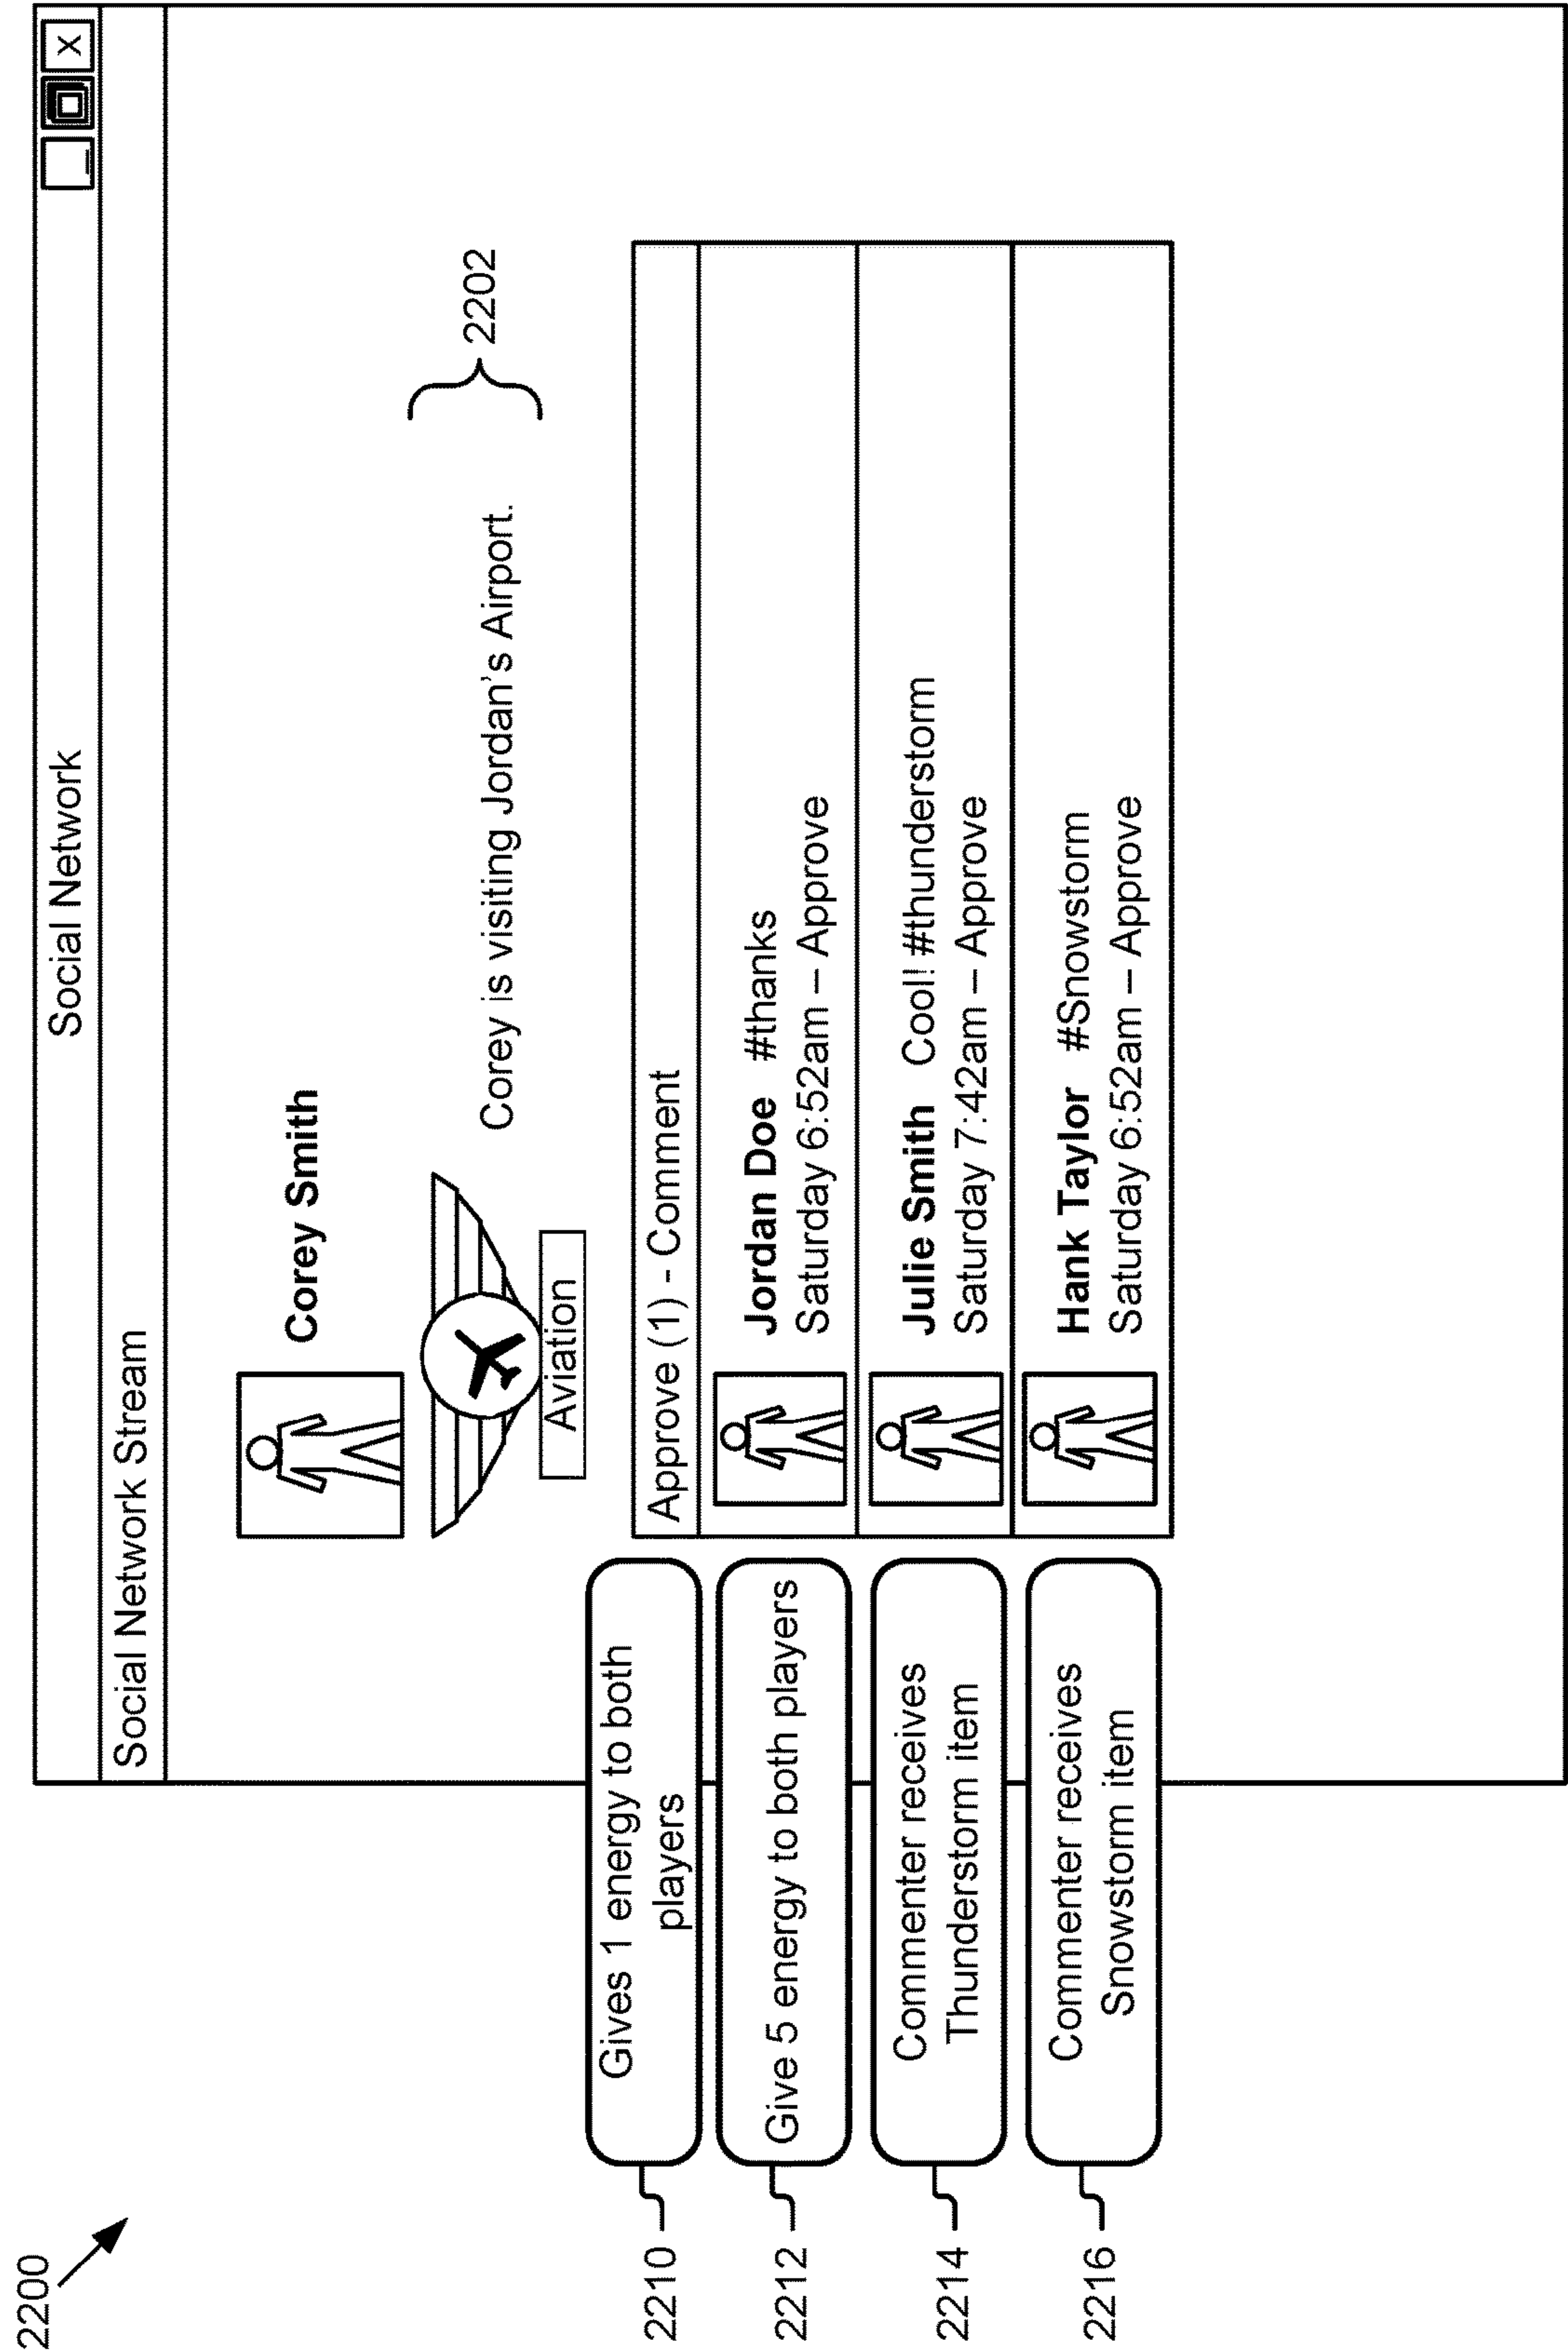 2200
Social Network
X
Social Network Stream
Corey Smith
Corey is visiting Jordan's Airport.
2202
Aviation
2210
Gives 1 energy to both
players
Approve (1) - Comment
2212
Give 5 energy to both players
Jordan Doe #thanks
Saturday 6:52am – Approve
2214
Commenter receives
Thunderstorm item
Julie Smith Cool! #thunderstorm
Saturday 7:42am – Approve
2216
Commenter receives
Snowstorm item
Hank Taylor #Snowstorm
Saturday 6:52am – Approve